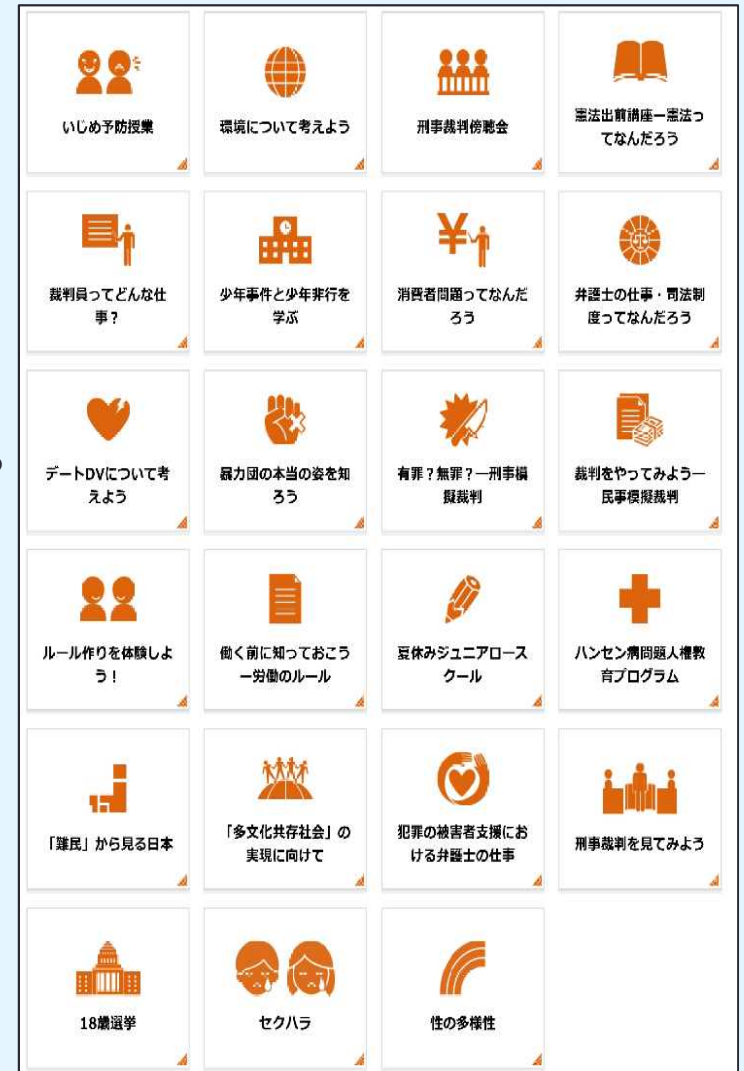 いじめ予防授業
環境について考えよう
刑事裁判傍聴会
憲法出前講座ー憲法っ
てなんだろう
裁判員ってどんな仕
事？
少年事件と少年非行を
学ぶ
消費者問題ってなんだ
ろう
弁護士の仕事・司法制
度ってなんだろう
デートDVについて考
えよう
暴力団の本当の姿を知
ろう
有罪？無罪？―刑事模
擬裁判
裁判をやってみよう―
民事模擬裁判
ルール作りを体験しよ
う！
働く前に知っておこう
ー労働のルール
夏休みジュニアロース
クール
ハンセン病問題人権教
育プログラム
「難民」から見る日本
「多文化共存社会」の
実現に向けて
犯罪の被害者支援にお
ける弁護士の仕事
刑事裁判を見てみよう
18歳選挙
セクハラ
性の多様性